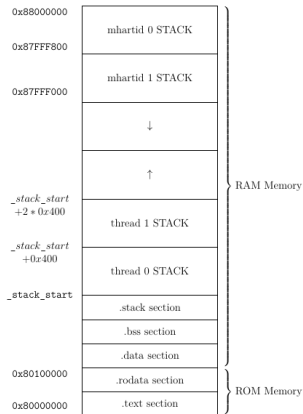 0x88000000
mhartid 0 STACK
0x87FFF800
mhartid 1 STACK
0x87FFF000
↓
↑
RAM Memory
_stack_start
+2 * 0x400
thread 1 STACK
_stack_start
+0x400
thread 0 STACK
_stack_start
.stack section
.bss section
.data section
0x80100000
.rodata section
ROM Memory
.text section
0x80000000